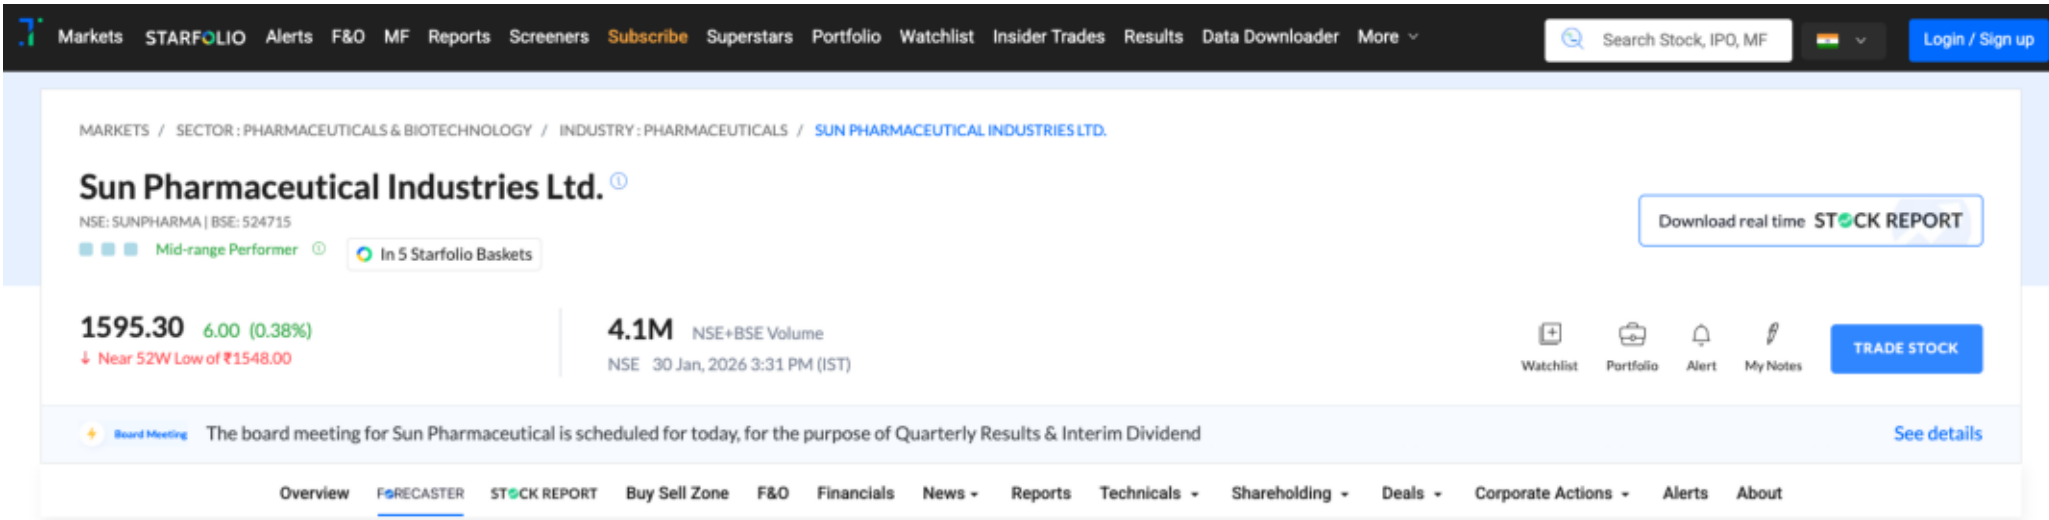 Markets STARFOLIO Alerts F&O MF Reports Screeners Subscribe Superstars Portfolio Watchlist Insider Trades Results Data Downloader More Search Stock, IPO, MF Login / Sign up
MARKETS / SECTOR : PHARMACEUTICALS & BIOTECHNOLOGY / INDUSTRY : PHARMACEUTICALS / SUN PHARMACEUTICAL INDUSTRIES LTD.
Sun Pharmaceutical Industries Ltd.
NSE: SUNPHARMA | BSE: 524715
Mid-range Performer In 5 Starfolio Baskets
Download real time STOCK REPORT
1595.30 6.00 (0.38%)
↓ Near 52W Low of ₹1548.00
4.1M NSE+BSE Volume
NSE 30 Jan, 2026 3:31 PM (IST)
Watchlist Portfolio Alert My Notes TRADE STOCK
Board Meeting The board meeting for Sun Pharmaceutical is scheduled for today, for the purpose of Quarterly Results & Interim Dividend See details
Overview FORECASTER STOCK REPORT Buy Sell Zone F&O Financials News Reports Technicals Shareholding Deals Corporate Actions Alerts About